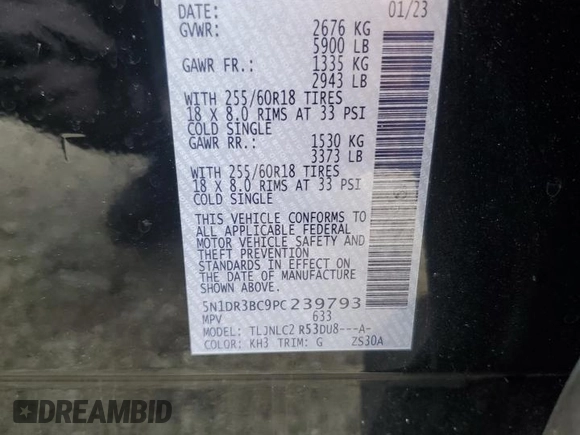 DATE: 01/23
GVWR: 2676 KG
5900 LB
GAWR FR.: 1335 KG
2943 LB
WITH 255/60R18 TIRES
18 X 8.0 RIMS AT 33 PSI
COLD SINGLE
GAWR RR.: 1530 KG
3373 LB
WITH 255/60R18 TIRES
18 X 8.0 RIMS AT 33 PSI
COLD SINGLE
THIS VEHICLE CONFORMS TO
ALL APPLICABLE FEDERAL
MOTOR VEHICLE SAFETY AND
THEFT PREVENTION
STANDARDS IN EFFECT ON
THE DATE OF MANUFACTURE
SHOWN ABOVE.
5N1DR3BC9PC239793
MPV 633
MODEL: TLJNLC2 R53DU8---A-
COLOR: KH3 TRIM: G ZS30A
DREAMBID